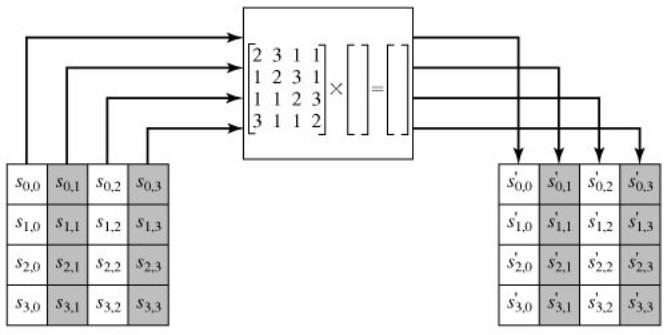 2 3 1 1
1 2 3 1
1 1 2 3
3 1 1 2
× =
s0,0 s0,1 s0,2 s0,3
s1,0 s1,1 s1,2 s1,3
s2,0 s2,1 s2,2 s2,3
s3,0 s3,1 s3,2 s3,3
s'0,0 s'0,1 s'0,2 s'0,3
s'1,0 s'1,1 s'1,2 s'1,3
s'2,0 s'2,1 s'2,2 s'2,3
s'3,0 s'3,1 s'3,2 s'3,3